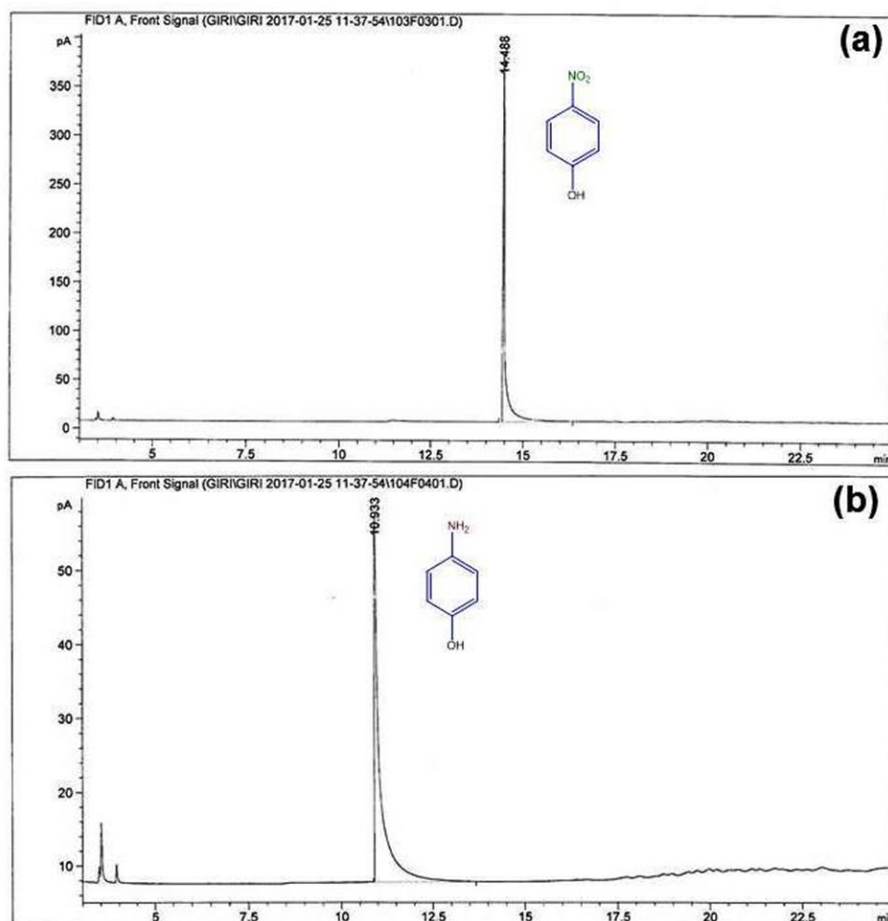 FID1 A, Front Signal (GIRI\GIRI 2017-01-25 11-37-54\103F0301.D)
pA
(a)
14.488
NO2
OH
350
300
250
200
150
100
50
0
5 7.5 10 12.5 15 17.5 20 22.5 min
FID1 A, Front Signal (GIRI\GIRI 2017-01-25 11-37-54\104F0401.D)
pA
(b)
10.933
NH2
OH
50
40
30
20
10
5 7.5 10 12.5 15 17.5 20 22.5 min